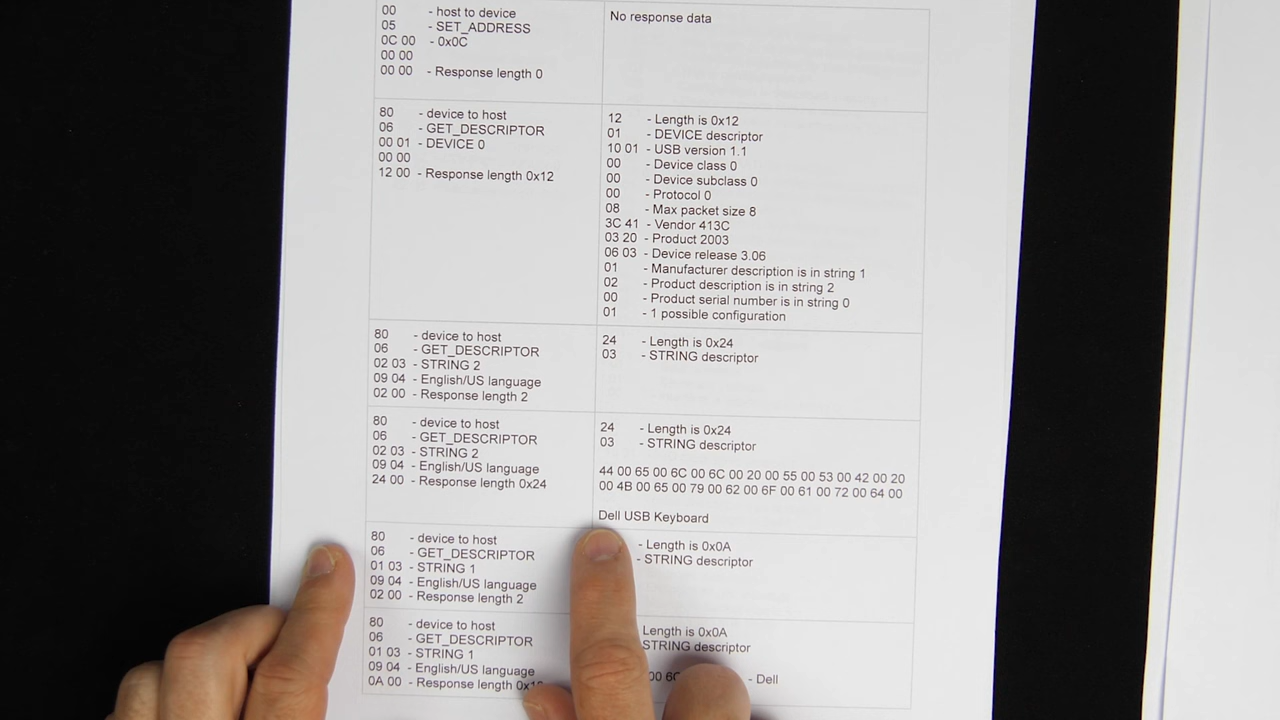 00 - host to device
05 - SET_ADDRESS
0C 00 - 0x0C
00 00
00 00 - Response length 0
No response data
80 - device to host
06 - GET_DESCRIPTOR
00 01 - DEVICE 0
00 00
12 00 - Response length 0x12
12 - Length is 0x12
01 - DEVICE descriptor
10 01 - USB version 1.1
00 - Device class 0
00 - Device subclass 0
00 - Protocol 0
08 - Max packet size 8
3C 41 - Vendor 413C
03 20 - Product 2003
06 03 - Device release 3.06
01 - Manufacturer description is in string 1
02 - Product description is in string 2
00 - Product serial number is in string 0
01 - 1 possible configuration
80 - device to host
06 - GET_DESCRIPTOR
02 03 - STRING 2
09 04 - English/US language
02 00 - Response length 2
24 - Length is 0x24
03 - STRING descriptor
80 - device to host
06 - GET_DESCRIPTOR
02 03 - STRING 2
09 04 - English/US language
24 00 - Response length 0x24
24 - Length is 0x24
03 - STRING descriptor
44 00 65 00 6C 00 6C 00 20 00 55 00 53 00 42 00 20
00 4B 00 65 00 79 00 62 00 6F 00 61 00 72 00 64 00
Dell USB Keyboard
80 - device to host
06 - GET_DESCRIPTOR
01 03 - STRING 1
09 04 - English/US language
02 00 - Response length 2
- Length is 0x0A
- STRING descriptor
80 - device to host
06 - GET_DESCRIPTOR
01 03 - STRING 1
09 04 - English/US language
0A 00 - Response length
Length is 0x0A
STRING descriptor
00
- Dell